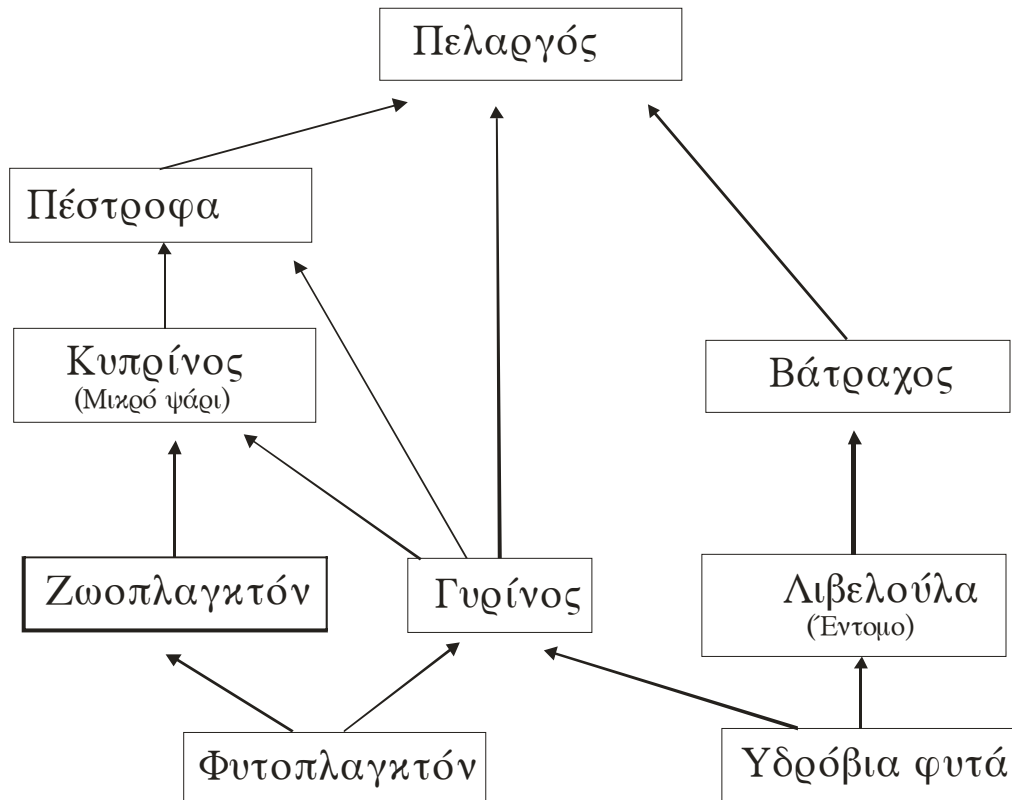 Πελαργός
Πέστροφα
Κυπρίνος
(Μικρό ψάρι)
Βάτραχος
Ζωοπλαγκτόν
Γυρίνος
Λιβελούλα
(Έντομο)
Φυτοπλαγκτόν
Υδρόβια φυτά